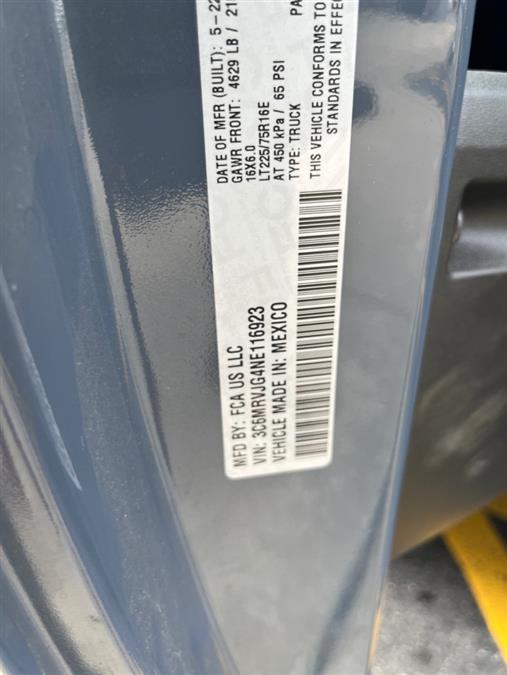 MFD BY: FCA US LLC
VIN: 3C6MRVJG4NE116923
VEHICLE MADE IN: MEXICO
DATE OF MFR (BUILT): 5-22
GAWR FRONT: 4629 LB / 21
16X6.0
LT225/75R16E
AT 450 kPa / 65 PSI
TYPE: TRUCK
THIS VEHICLE CONFORMS TO
STANDARDS IN EFFE
PA